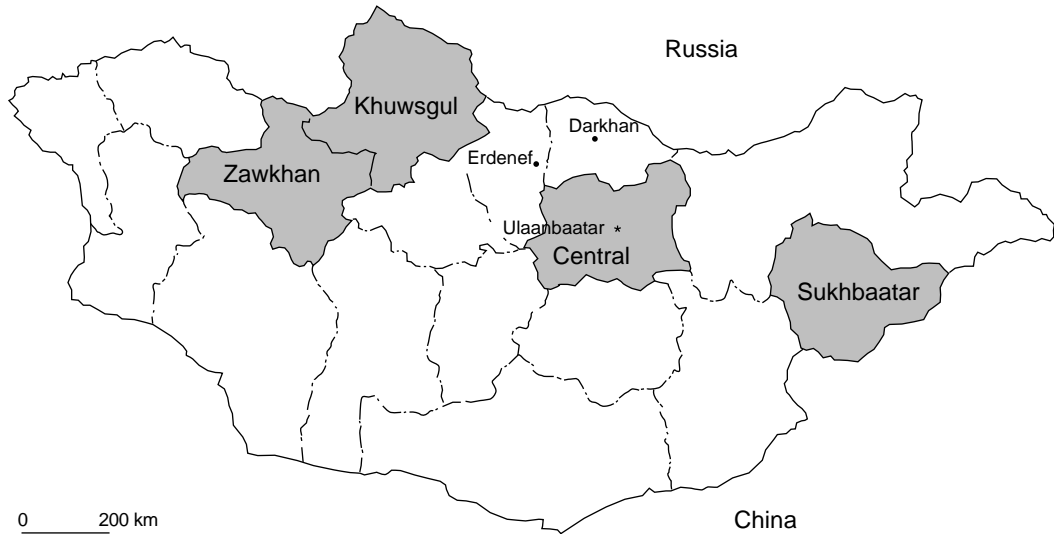 Russia
Khuwsgul
Darkhan
Erdenef
Zawkhan
Ulaanbaatar *
Central
Sukhbaatar
0 200 km
China